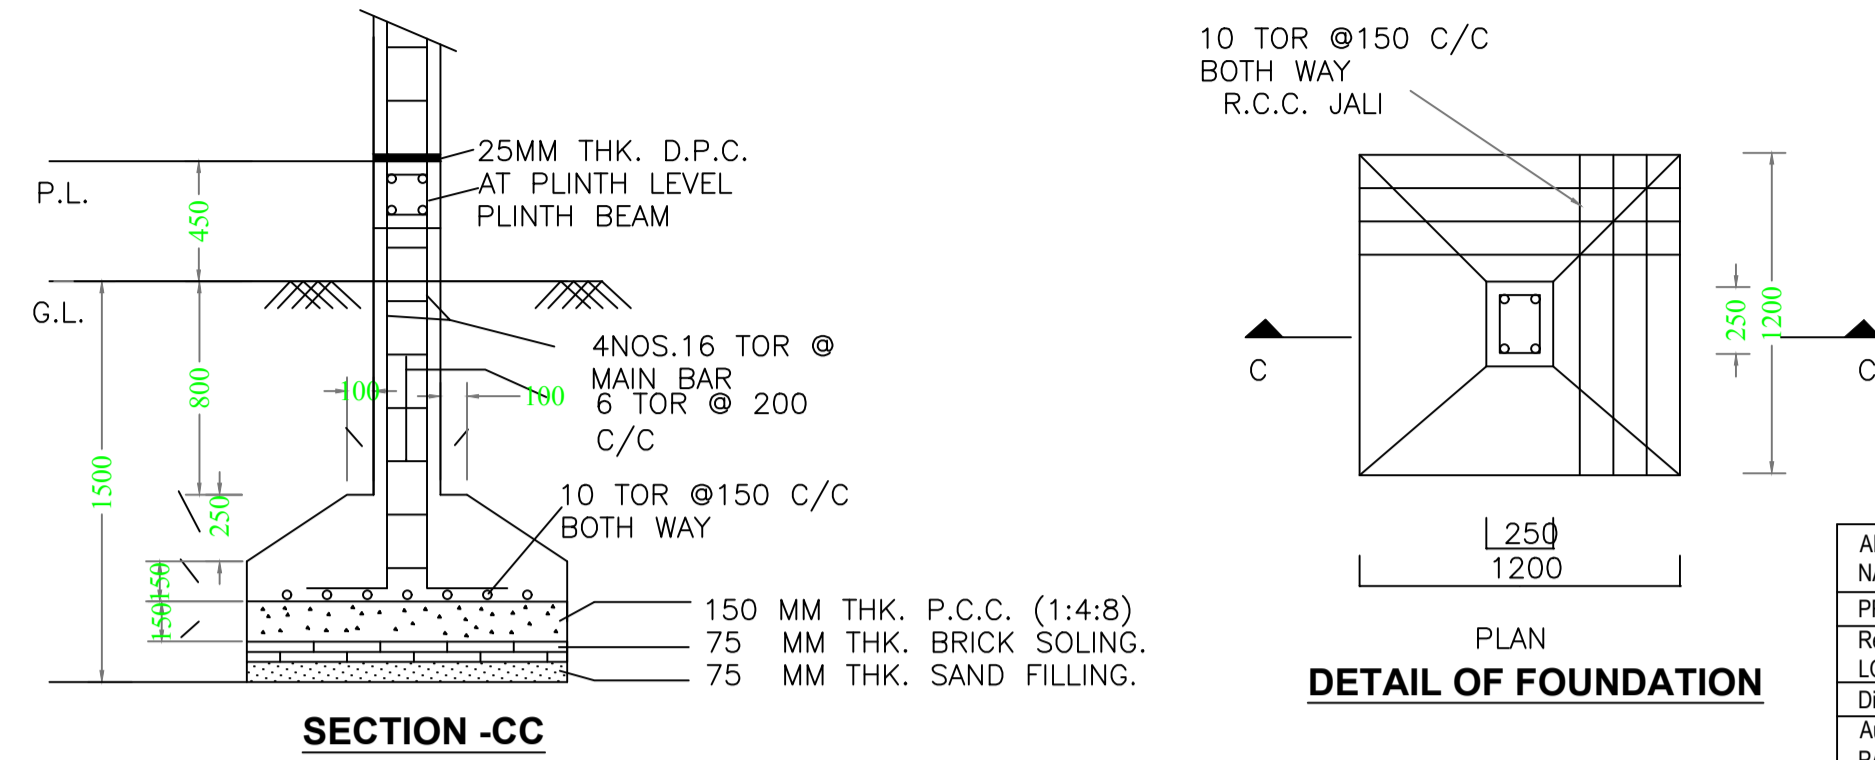 P.L.
450
G.L.
800
1500
250
150
150
100
100
25MM THK. D.P.C.
AT PLINTH LEVEL
PLINTH BEAM
4NOS.16 TOR @
MAIN BAR
6 TOR @ 200
C/C
10 TOR @150 C/C
BOTH WAY
150 MM THK. P.C.C. (1:4:8)
75 MM THK. BRICK SOLING.
75 MM THK. SAND FILLING.
SECTION -CC
10 TOR @150 C/C
BOTH WAY
R.C.C. JALI
250
1200
C
C
250
1200
PLAN
DETAIL OF FOUNDATION